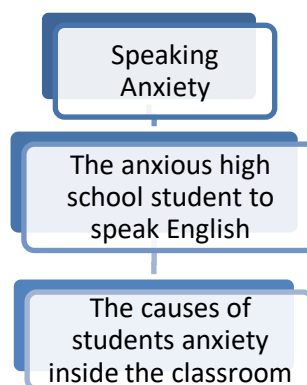 Speaking
Anxiety
The anxious high
school student to
speak English
The causes of
students anxiety
inside the classroom